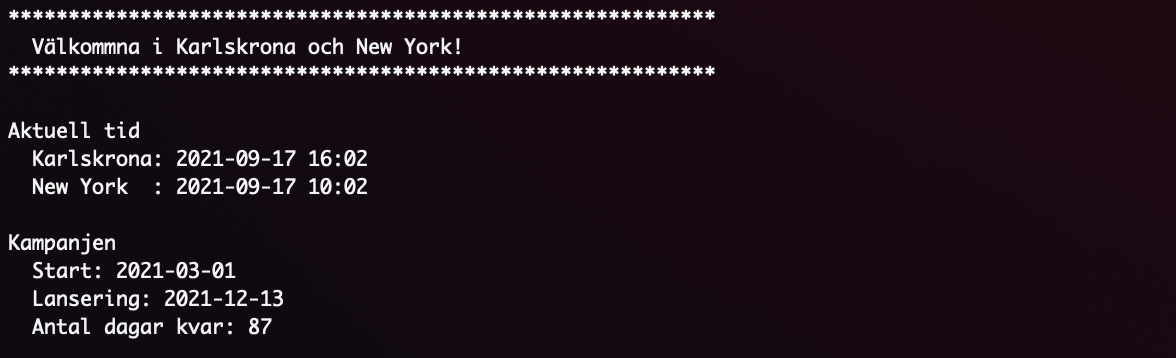 ***********************************************************
  Välkommna i Karlskrona och New York!
***********************************************************

Aktuell tid
  Karlskrona: 2021-09-17 16:02
  New York  : 2021-09-17 10:02

Kampanjen
  Start: 2021-03-01
  Lansering: 2021-12-13
  Antal dagar kvar: 87